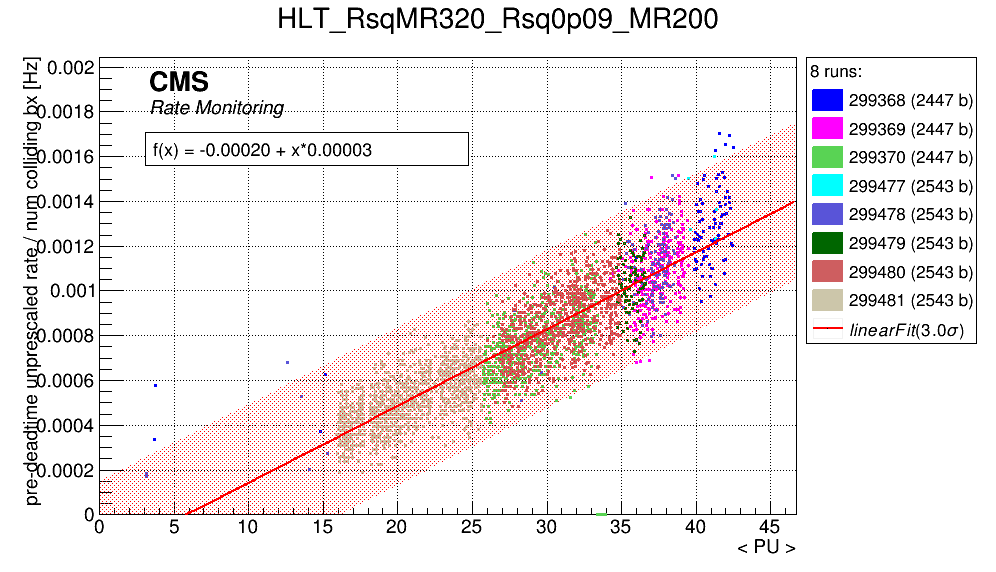 HLT_RsqMR320_Rsq0p09_MR200
pre-deadtime unprescaled rate / num colliding bx [Hz]
0.002
0.0018
0.0016
0.0014
0.0012
0.001
0.0008
0.0006
0.0004
0.0002
0
CMS
Rate Monitoring
f(x) = -0.00020 + x*0.00003
0 5 10 15 20 25 30 35 40 45
< PU >
8 runs:
299368 (2447 b)
299369 (2447 b)
299370 (2447 b)
299477 (2543 b)
299478 (2543 b)
299479 (2543 b)
299480 (2543 b)
299481 (2543 b)
linearFit(3.0σ)